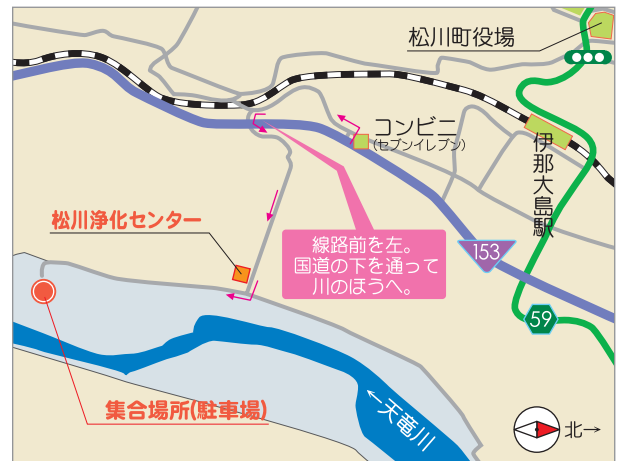 松川町役場
コンビニ
(セブンイレブン)
伊那大島駅
松川浄化センター
線路前を左。
国道の下を通って
川のほうへ。
153
59
集合場所(駐車場)
←天竜川
北→